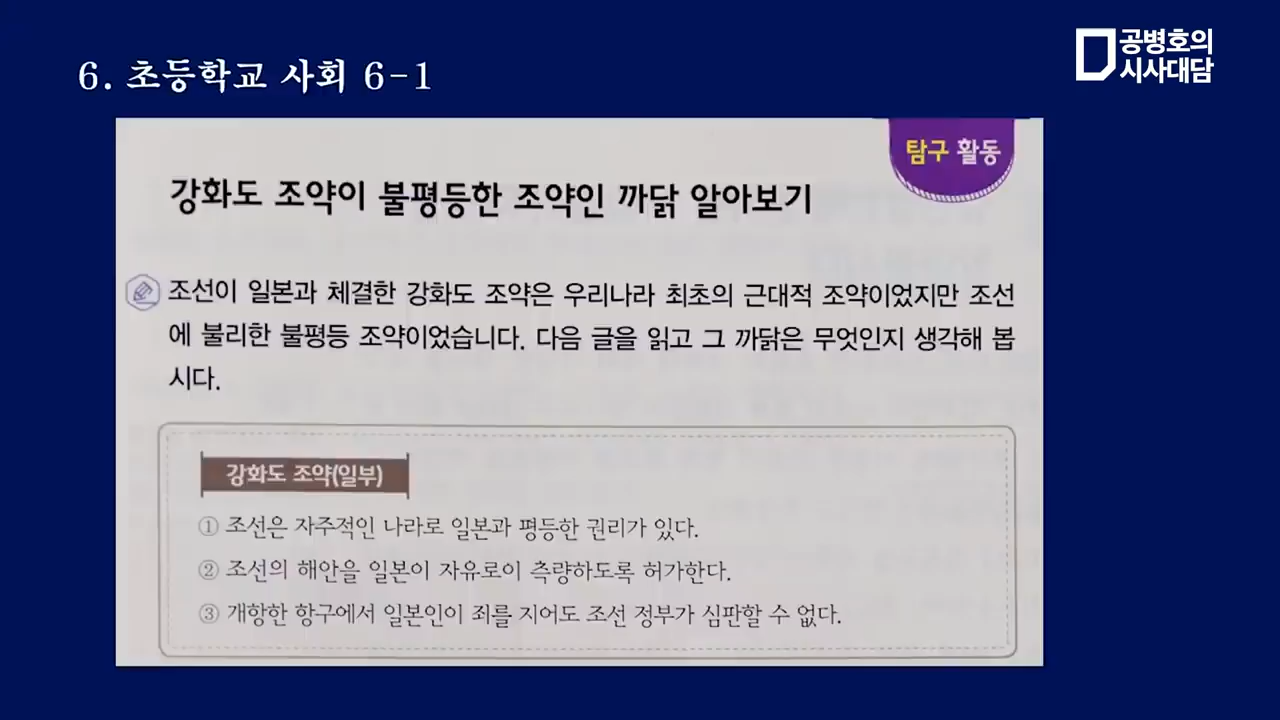 6. 초등학교 사회 6-1
공병호의
시사대담
탐구 활동
강화도 조약이 불평등한 조약인 까닭 알아보기
조선이 일본과 체결한 강화도 조약은 우리나라 최초의 근대적 조약이었지만 조선
에 불리한 불평등 조약이었습니다. 다음 글을 읽고 그 까닭은 무엇인지 생각해 봅
시다.
강화도 조약(일부)
① 조선은 자주적인 나라로 일본과 평등한 권리가 있다.
② 조선의 해안을 일본이 자유로이 측량하도록 허가한다.
③ 개항한 항구에서 일본인이 죄를 지어도 조선 정부가 심판할 수 없다.